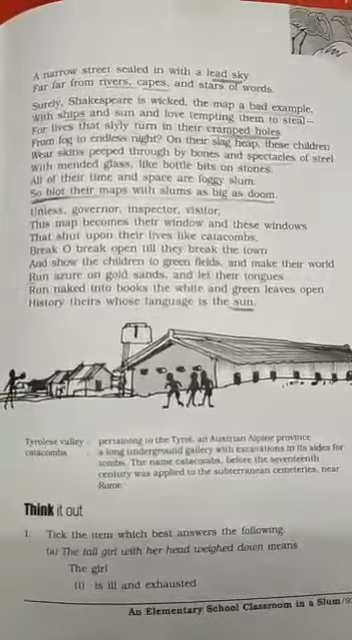 A narrow street sealed in with a lead sky
Far far from rivers, capes, and stars of words.
Surely, Shakespeare is wicked, the map a bad example,
With ships and sun and love tempting them to steal—
For lives that slyly turn in their cramped holes
From fog to endless night? On their slag heap, these children
Wear skins peeped through by bones and spectacles of steel
With mended glass, like bottle bits on stones.
All of their time and space are foggy slum.
So blot their maps with slums as big as doom.
Unless, governor, inspector, visitor,
This map becomes their window and these windows
That shut upon their lives like catacombs,
Break O break open till they break the town
And show the children to green fields, and make their world
Run azure on gold sands, and let their tongues
Run naked into books the white and green leaves open
History theirs whose language is the sun.
Tyrolese valley : pertaining to the Tyrol, an Austrian Alpine province
catacombs : a long underground gallery with excavations in its sides for
tombs. The name catacombs, before the seventeenth
century was applied to the subterranean cemeteries, near
Rome
Think it out
1. Tick the item which best answers the following.
(a) The tall girl with her head weighed down means
The girl
(i) is ill and exhausted
An Elementary School Classroom in a Slum/9